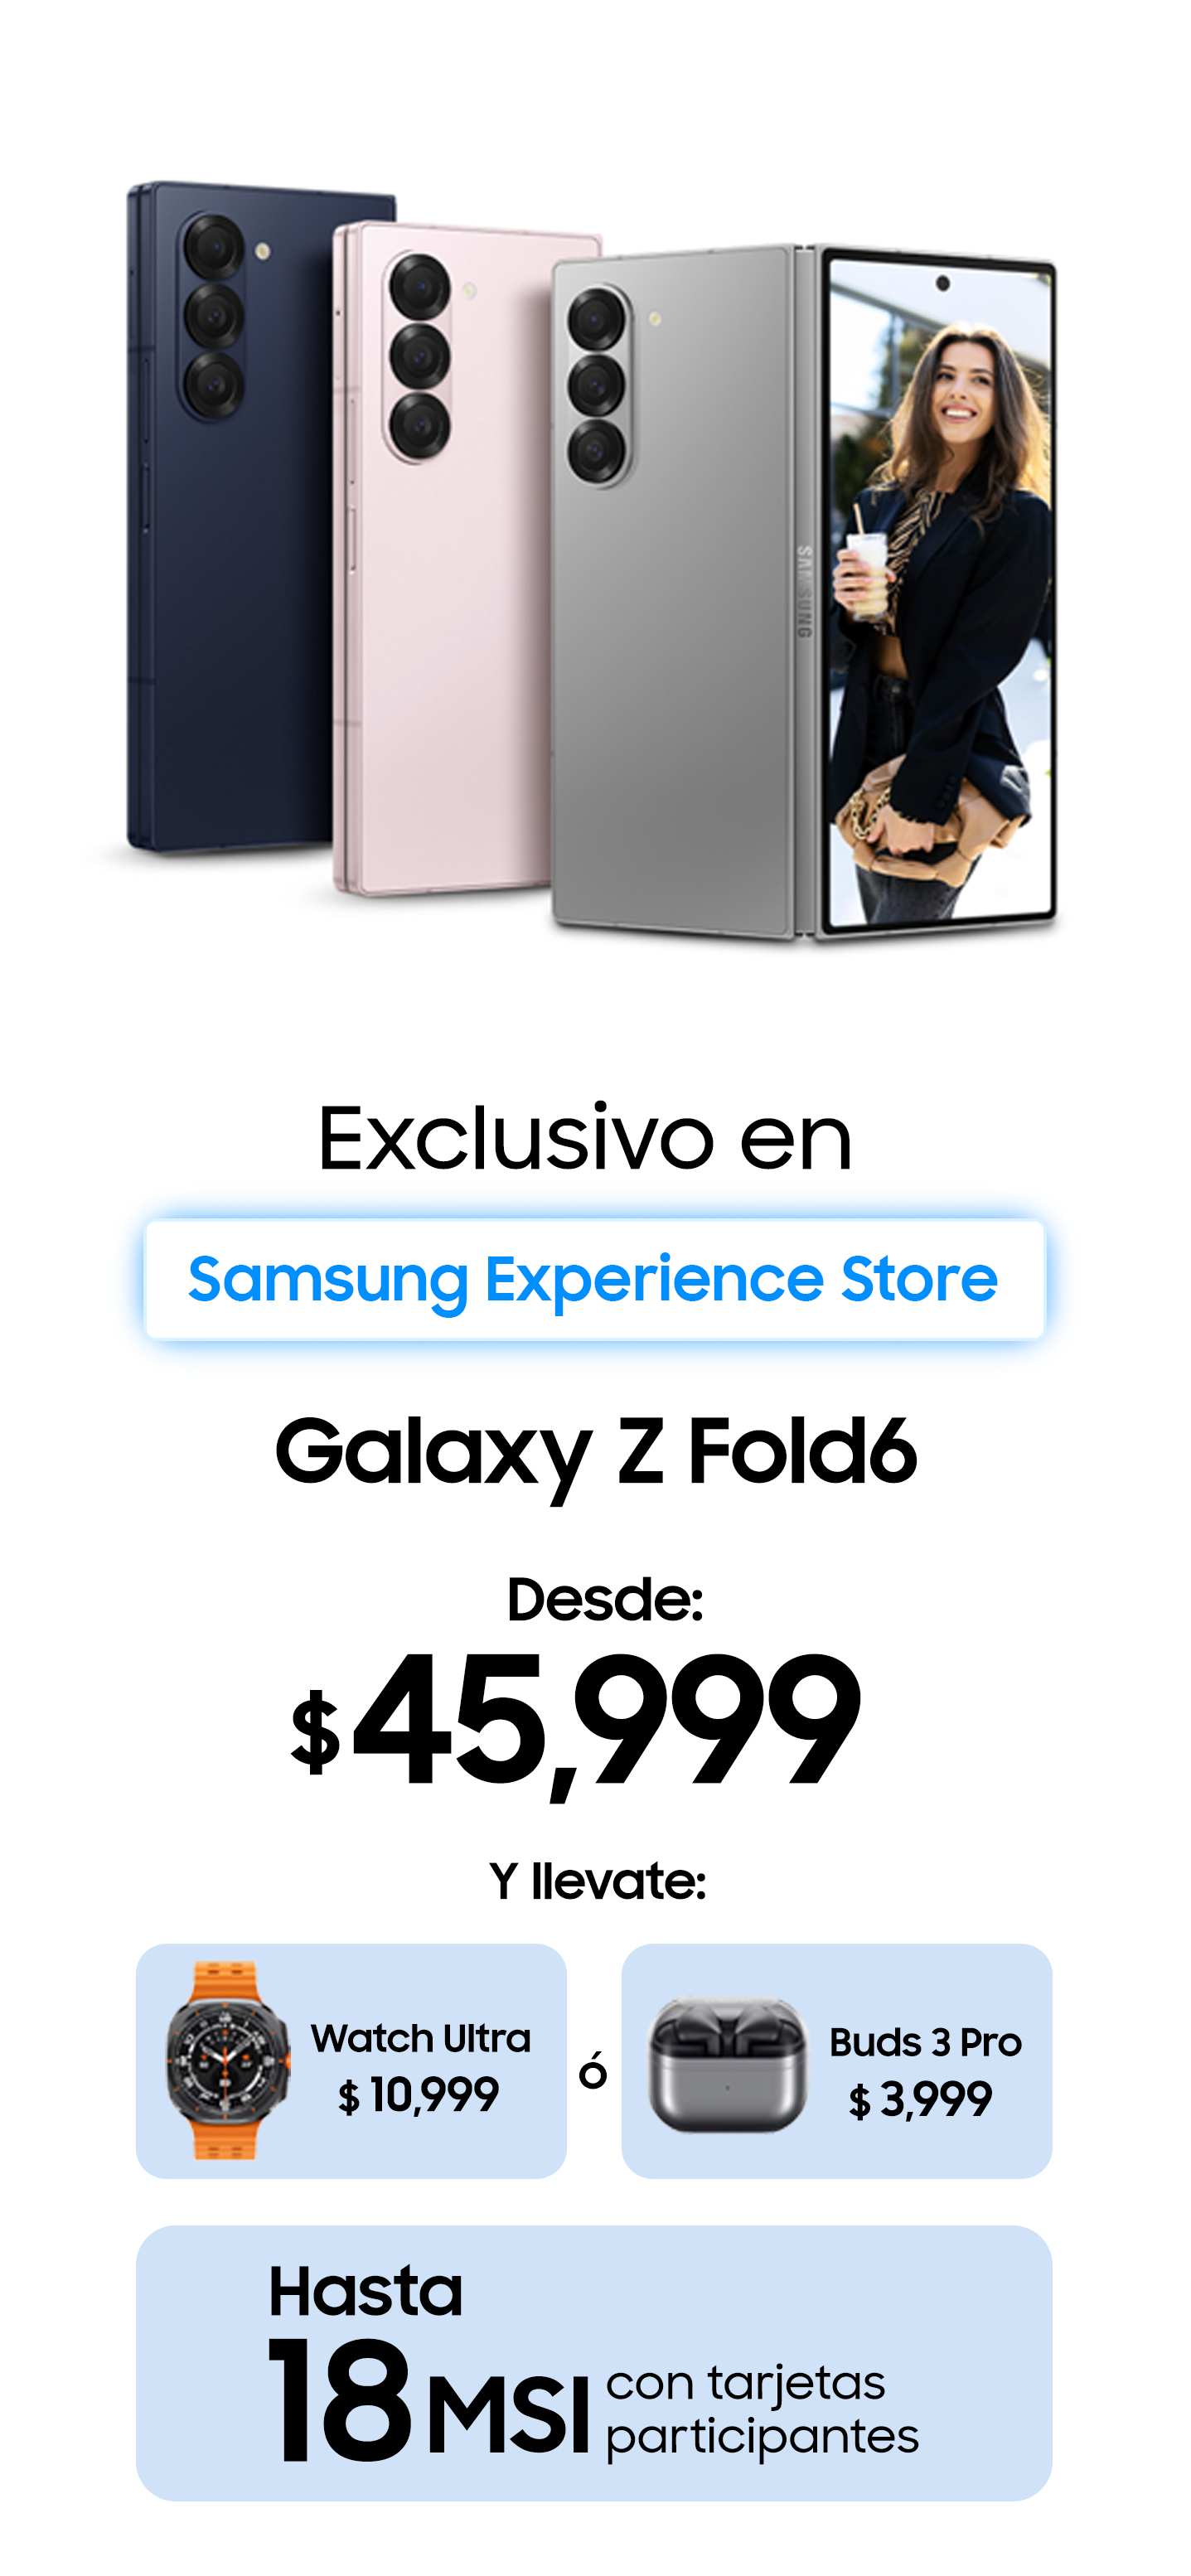 SAMSUNG
Exclusivo en
Samsung Experience Store
Galaxy Z Fold6
Desde:
$45,999
Y llevate:
Watch Ultra
$ 10,999
ó
Buds 3 Pro
$ 3,999
Hasta
18 MSI con tarjetas
participantes